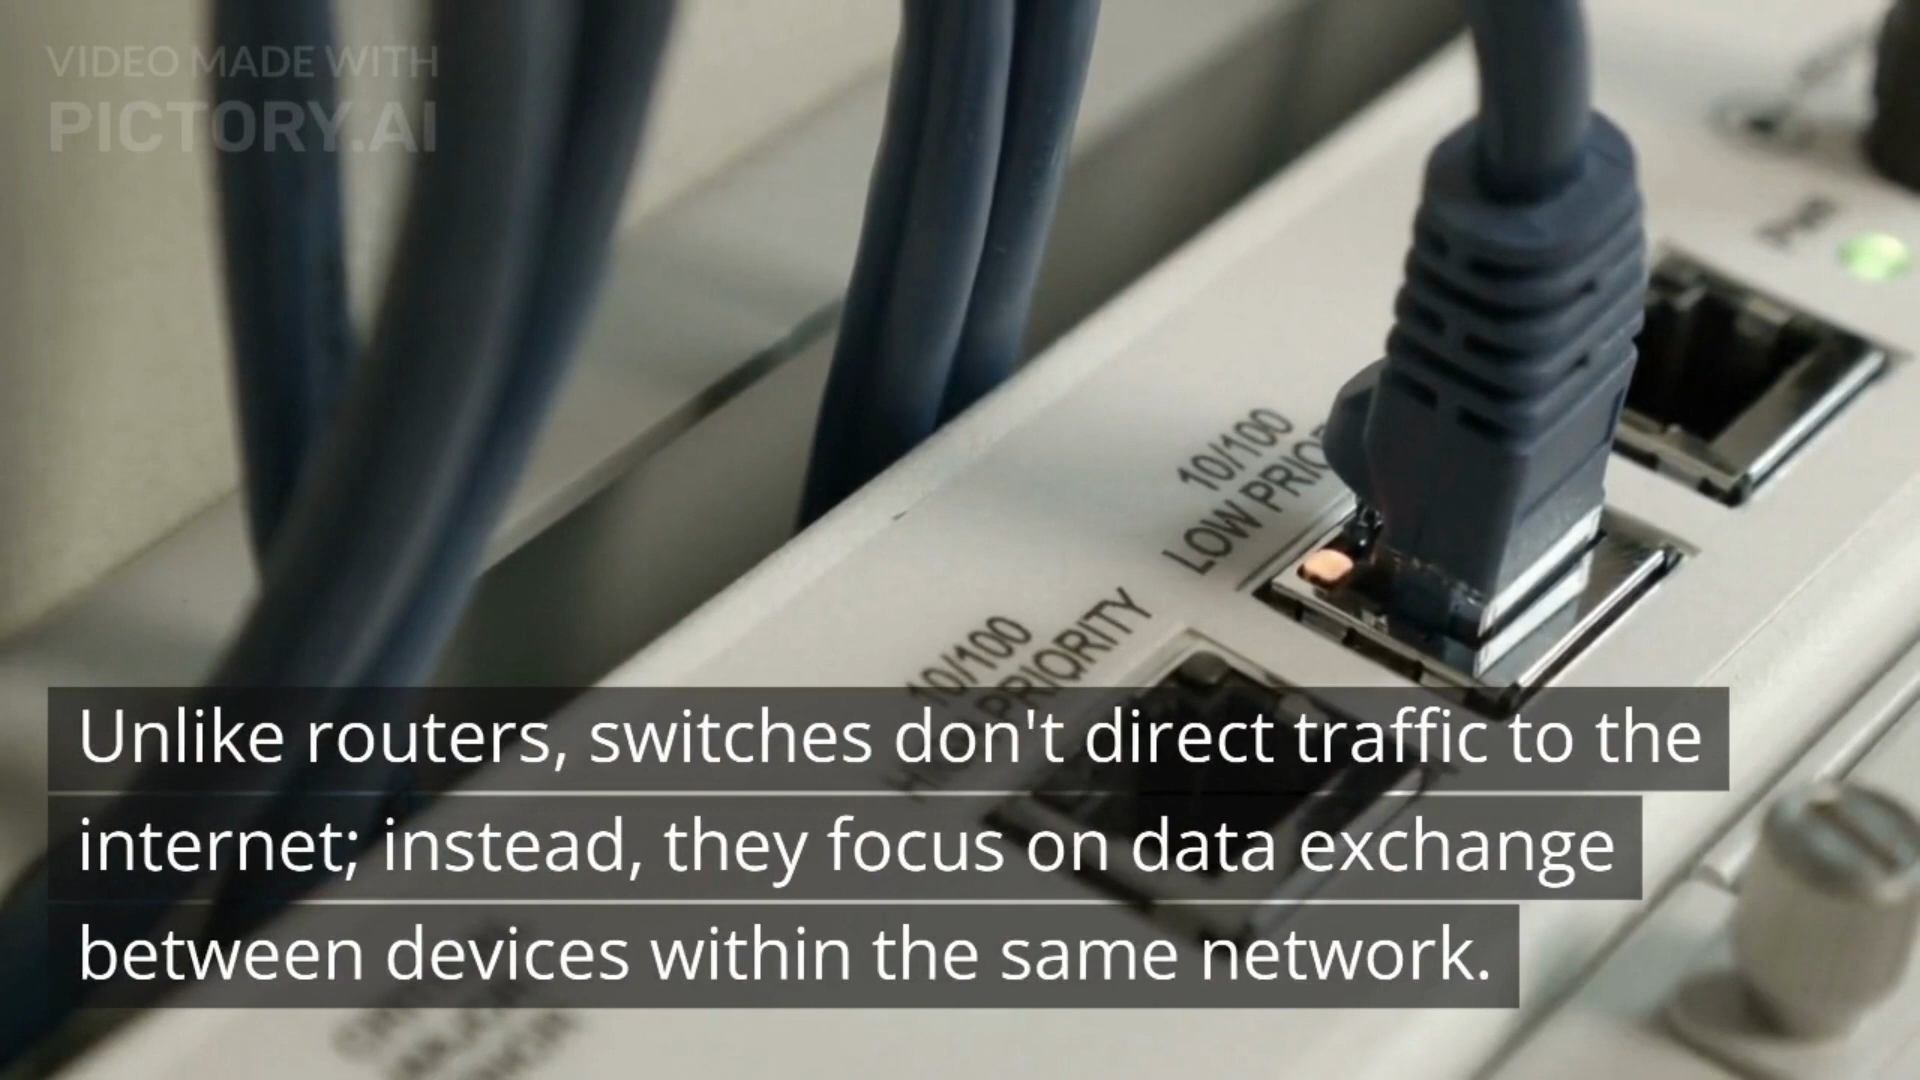 VIDEO MADE WITH
PICTORY.AI
10/100
LOW
10/100
PRIORITY
Unlike routers, switches don't direct traffic to the
internet; instead, they focus on data exchange
between devices within the same network.